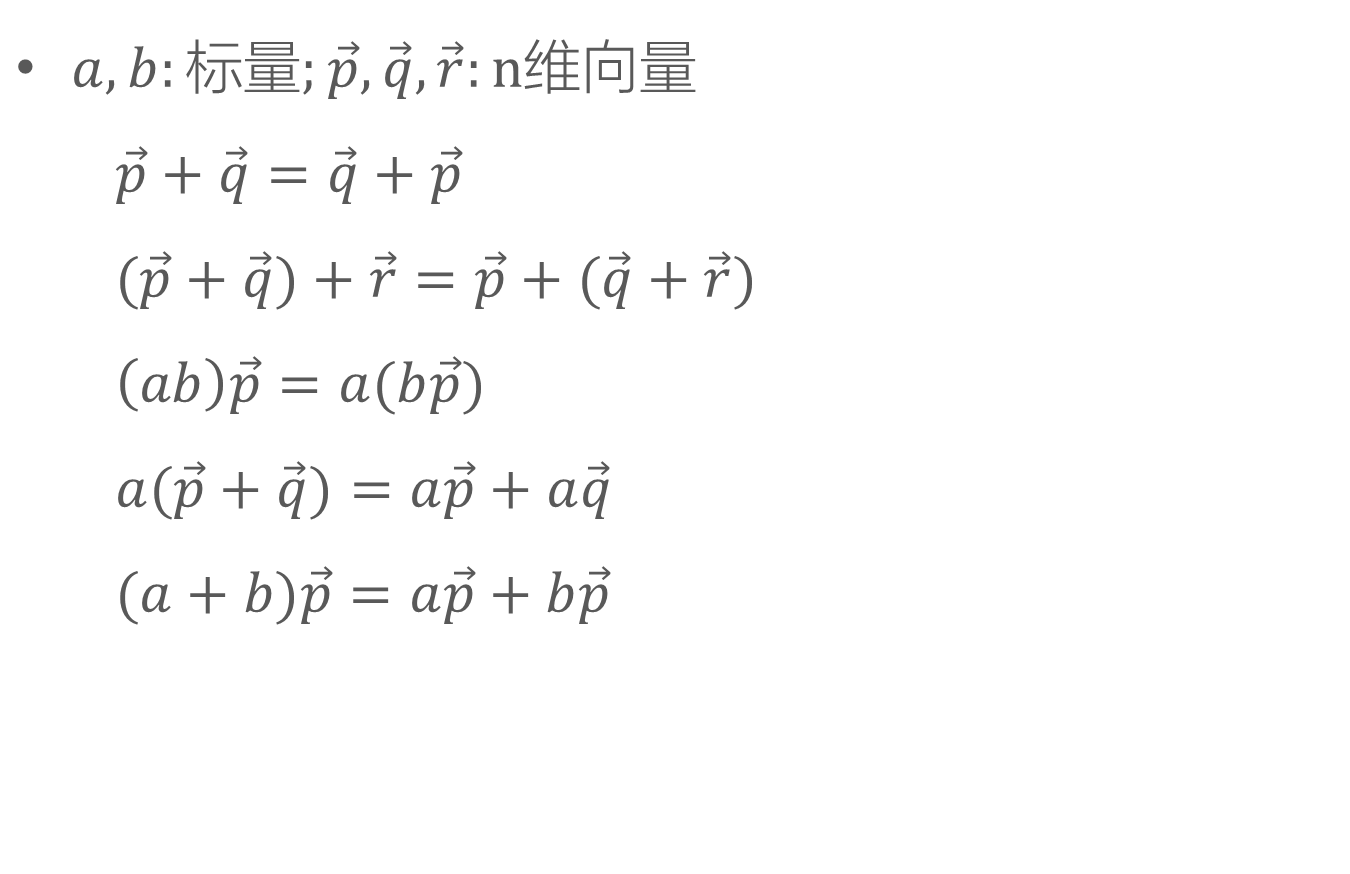 • a, b: 标量; p⃗, q⃗, r⃗: n维向量
p⃗ + q⃗ = q⃗ + p⃗
(p⃗ + q⃗) + r⃗ = p⃗ + (q⃗ + r⃗)
(ab)p⃗ = a(bp⃗)
a(p⃗ + q⃗) = ap⃗ + aq⃗
(a + b)p⃗ = ap⃗ + bp⃗